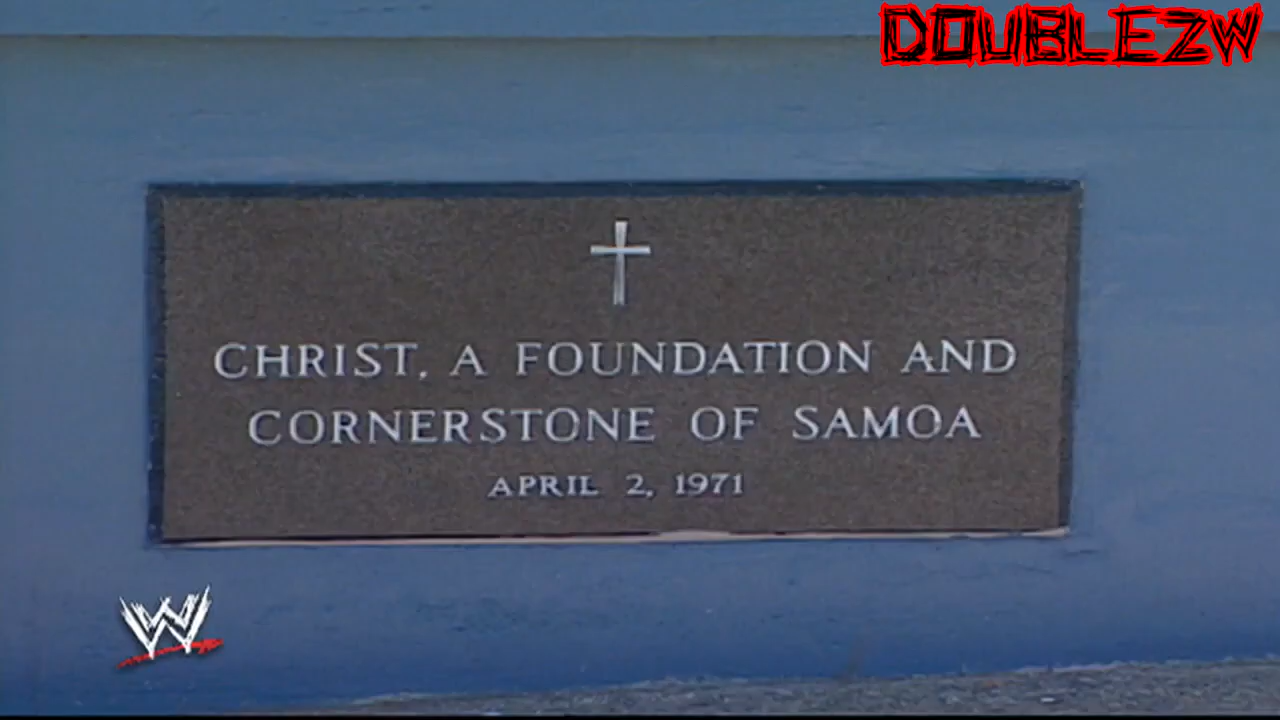 DOUBLEZW
CHRIST, A FOUNDATION AND
CORNERSTONE OF SAMOA
APRIL 2, 1971
W